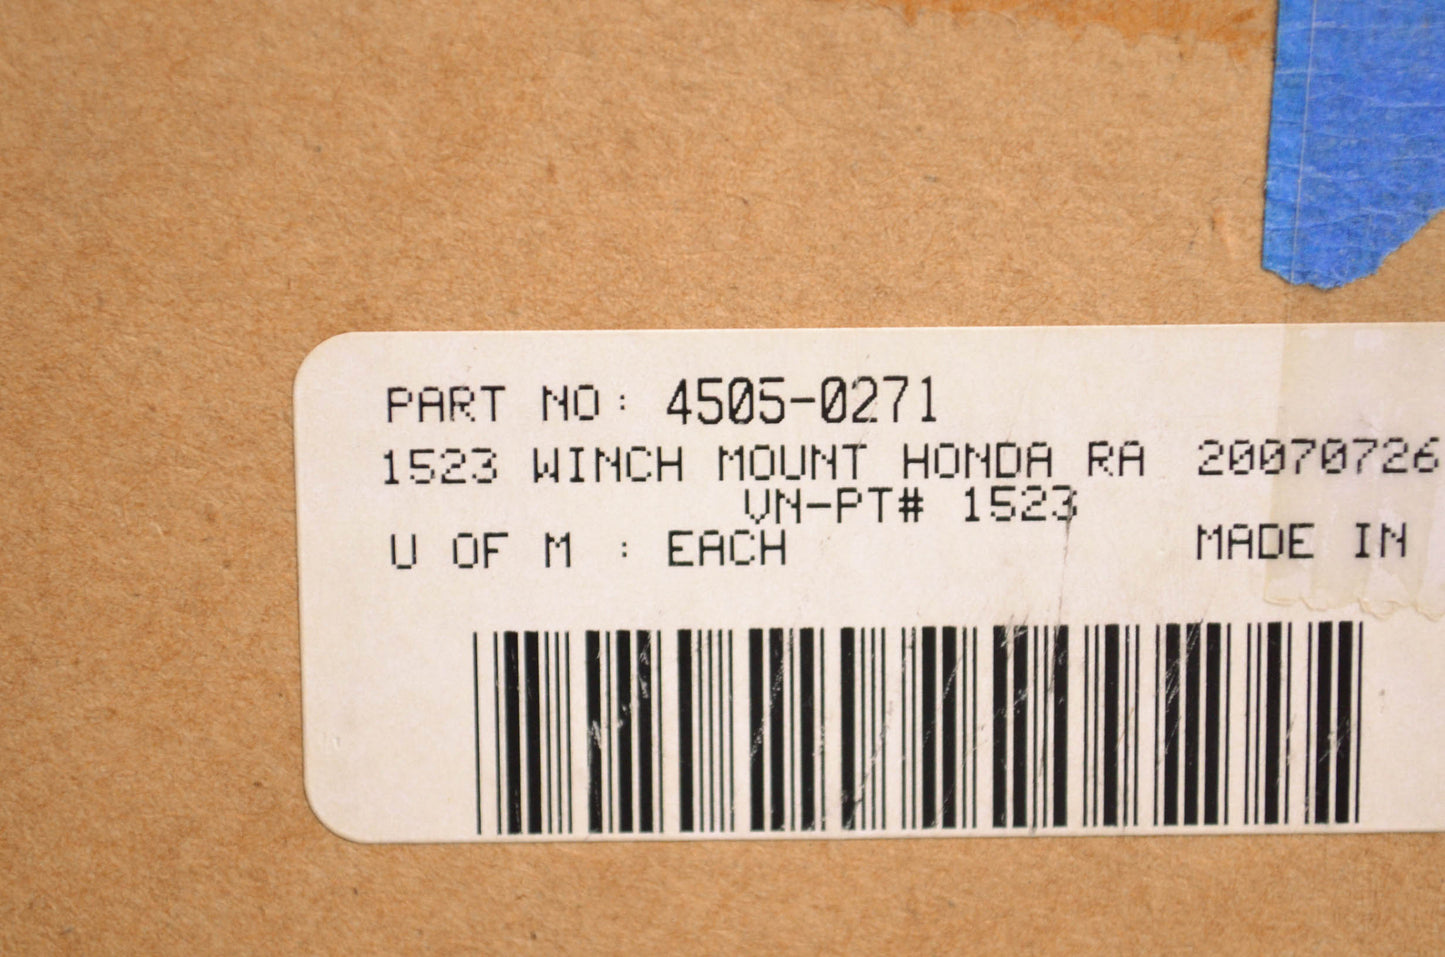 PART NO: 4505-0271
1523 WINCH MOUNT HONDA RA 20070726
VN-PT# 1523
U OF M : EACH MADE IN